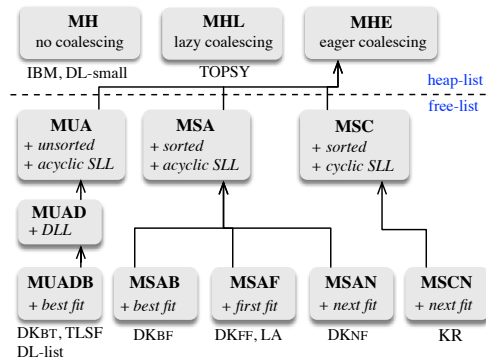 MH
no coalescing
MHL
lazy coalescing
MHE
eager coalescing
IBM, DL-small
TOPSY
heap-list
free-list
MUA
+ unsorted
+ acyclic SLL
MSA
+ sorted
+ acyclic SLL
MSC
+ sorted
+ cyclic SLL
MUAD
+ DLL
MUADB
+ best fit
MSAB
+ best fit
MSAF
+ first fit
MSAN
+ next fit
MSCN
+ next fit
DKBT, TLSF
DL-list
DKBF
DKFF, LA
DKNF
KR